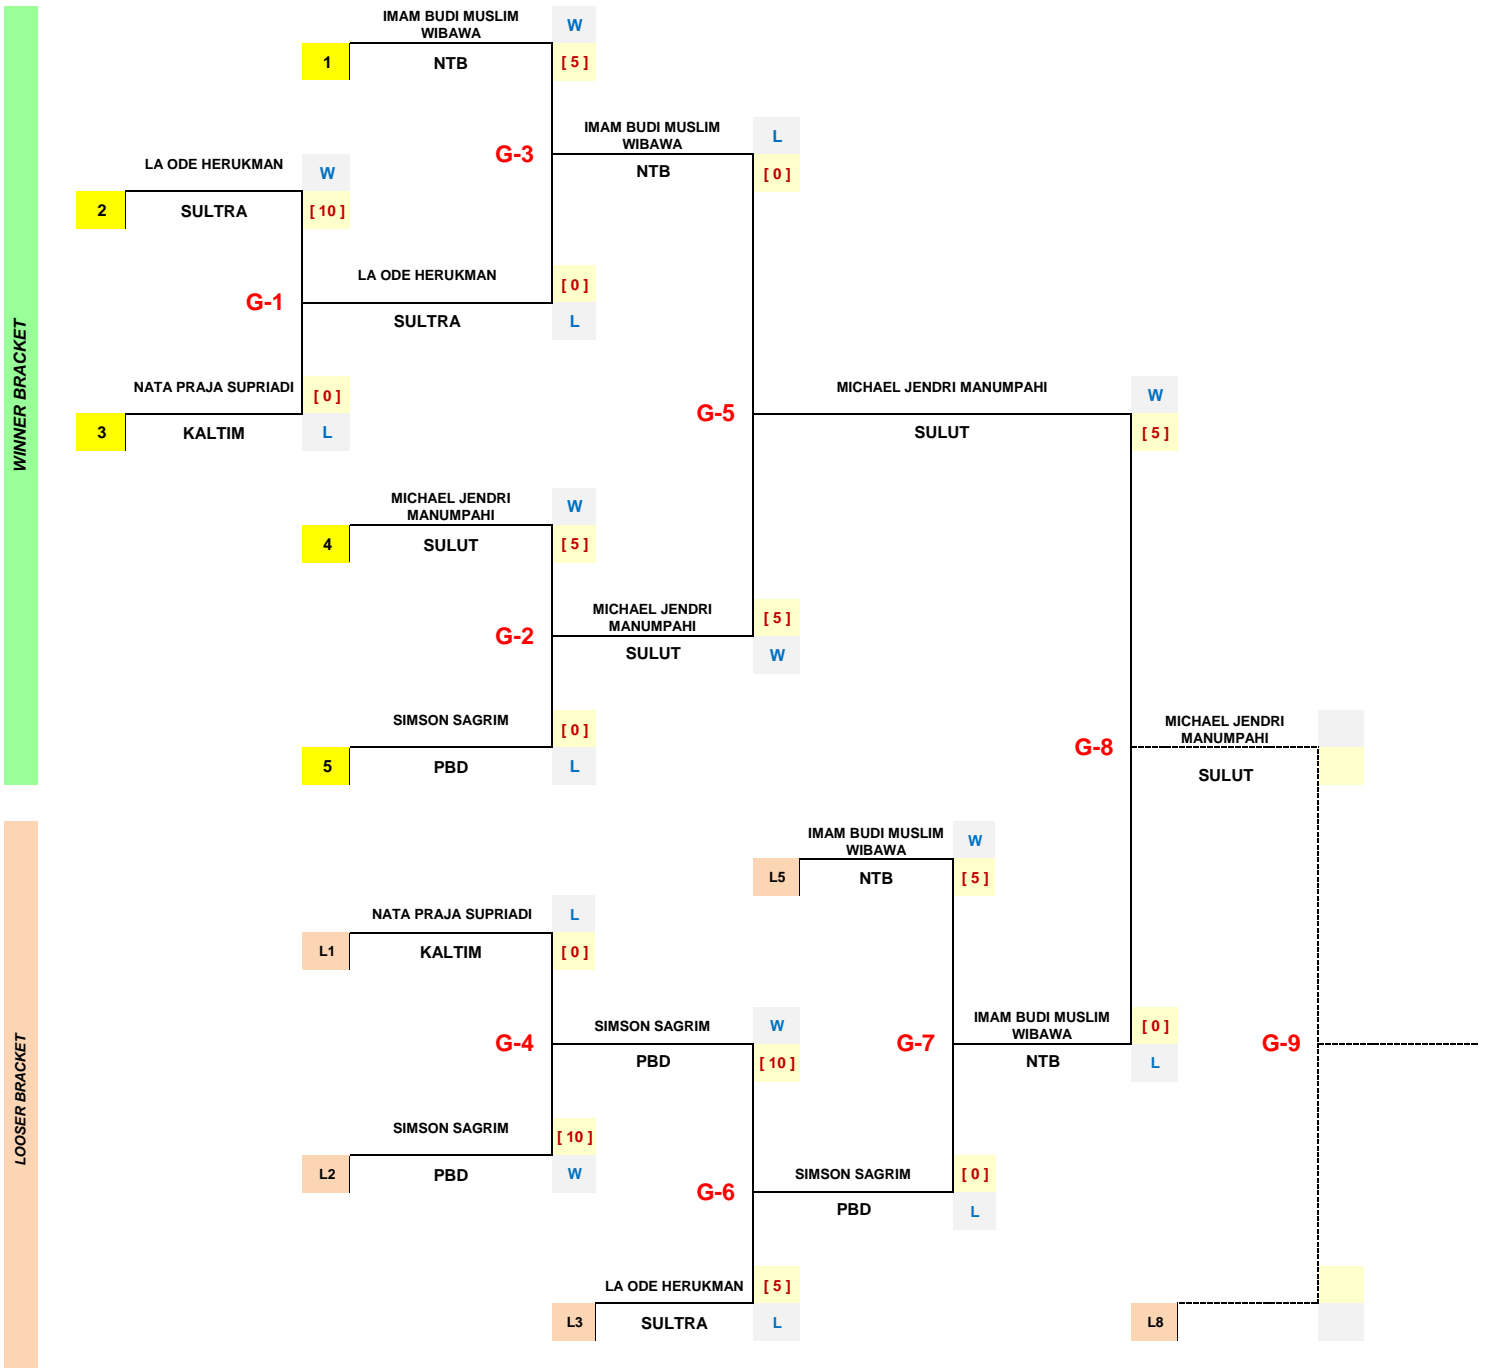 WINNER BRACKET
IMAM BUDI MUSLIM
WIBAWA
W
1
NTB
[ 5 ]
G-3
IMAM BUDI MUSLIM
WIBAWA
L
NTB
[ 0 ]
LA ODE HERUKMAN
W
2
SULTRA
[ 10 ]
G-1
LA ODE HERUKMAN
[ 0 ]
SULTRA
L
NATA PRAJA SUPRIADI
[ 0 ]
3
KALTIM
L
G-5
MICHAEL JENDRI MANUMPAHI
W
SULUT
[ 5 ]
MICHAEL JENDRI
MANUMPAHI
W
4
SULUT
[ 5 ]
G-2
MICHAEL JENDRI
MANUMPAHI
[ 5 ]
SULUT
W
SIMSON SAGRIM
[ 0 ]
5
PBD
L
G-8
MICHAEL JENDRI
MANUMPAHI
SULUT
LOOSER BRACKET
IMAM BUDI MUSLIM
WIBAWA
W
L5
NTB
[ 5 ]
NATA PRAJA SUPRIADI
L
L1
KALTIM
[ 0 ]
G-4
SIMSON SAGRIM
W
PBD
[ 10 ]
G-7
IMAM BUDI MUSLIM
WIBAWA
[ 0 ]
NTB
L
G-9
SIMSON SAGRIM
[ 10 ]
L2
PBD
W
G-6
SIMSON SAGRIM
[ 0 ]
PBD
L
LA ODE HERUKMAN
[ 5 ]
L3
SULTRA
L
L8